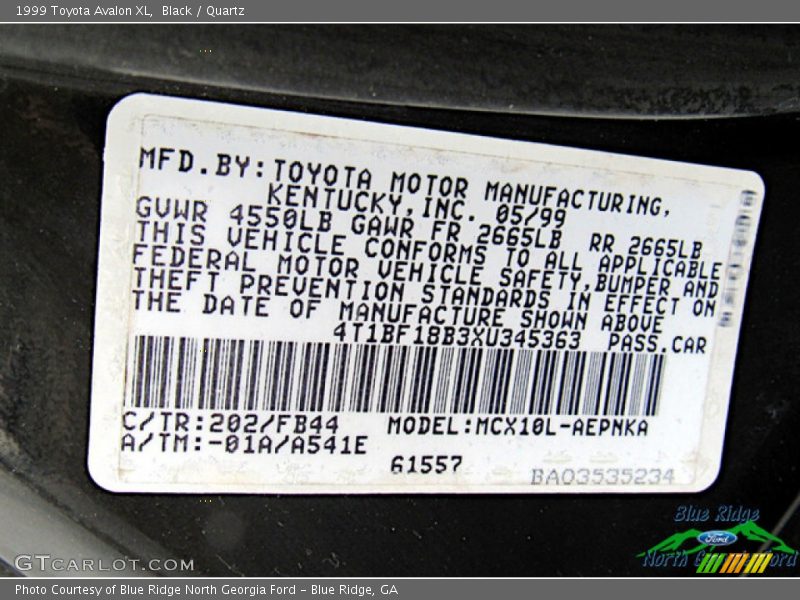 1999 Toyota Avalon XL, Black / Quartz
MFD.BY:TOYOTA MOTOR MANUFACTURING,
KENTUCKY,INC. 05/99
GVWR 4550LB GAWR FR 2665LB RR 2665LB
THIS VEHICLE CONFORMS TO ALL APPLICABLE
FEDERAL MOTOR VEHICLE SAFETY,BUMPER AND
THEFT PREVENTION STANDARDS IN EFFECT ON
THE DATE OF MANUFACTURE SHOWN ABOVE
4T1BF18B3XU345363 PASS.CAR
C/TR:202/FB44 MODEL:MCX10L-AEPNKA
A/TM:-01A/A541E
61557 BA03535234
Blue Ridge
Ford
North Georgia Ford
GTCARLOT.COM
Photo Courtesy of Blue Ridge North Georgia Ford – Blue Ridge, GA